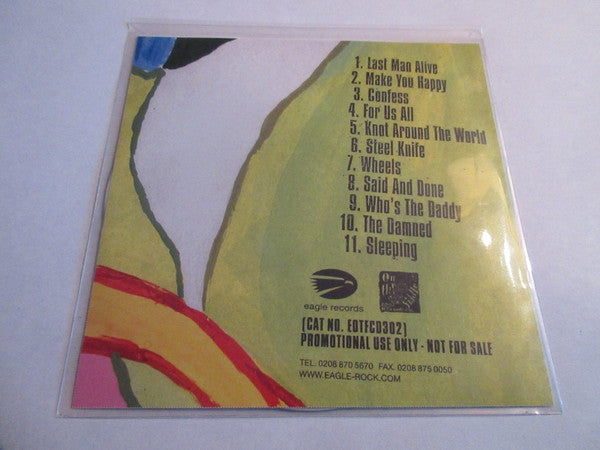 1. Last Man Alive
2. Make You Happy
3. Confess
4. For Us All
5. Knot Around The World
6. Steel Knife
7. Wheels
8. Said And Done
9. Who's The Daddy
10. The Damned
11. Sleeping
eagle records
On
(CAT NO. EOTFCD302)
PROMOTIONAL USE ONLY - NOT FOR SALE
TEL. 0208 870 5670 FAX. 0208 875 0050
WWW.EAGLE-ROCK.COM